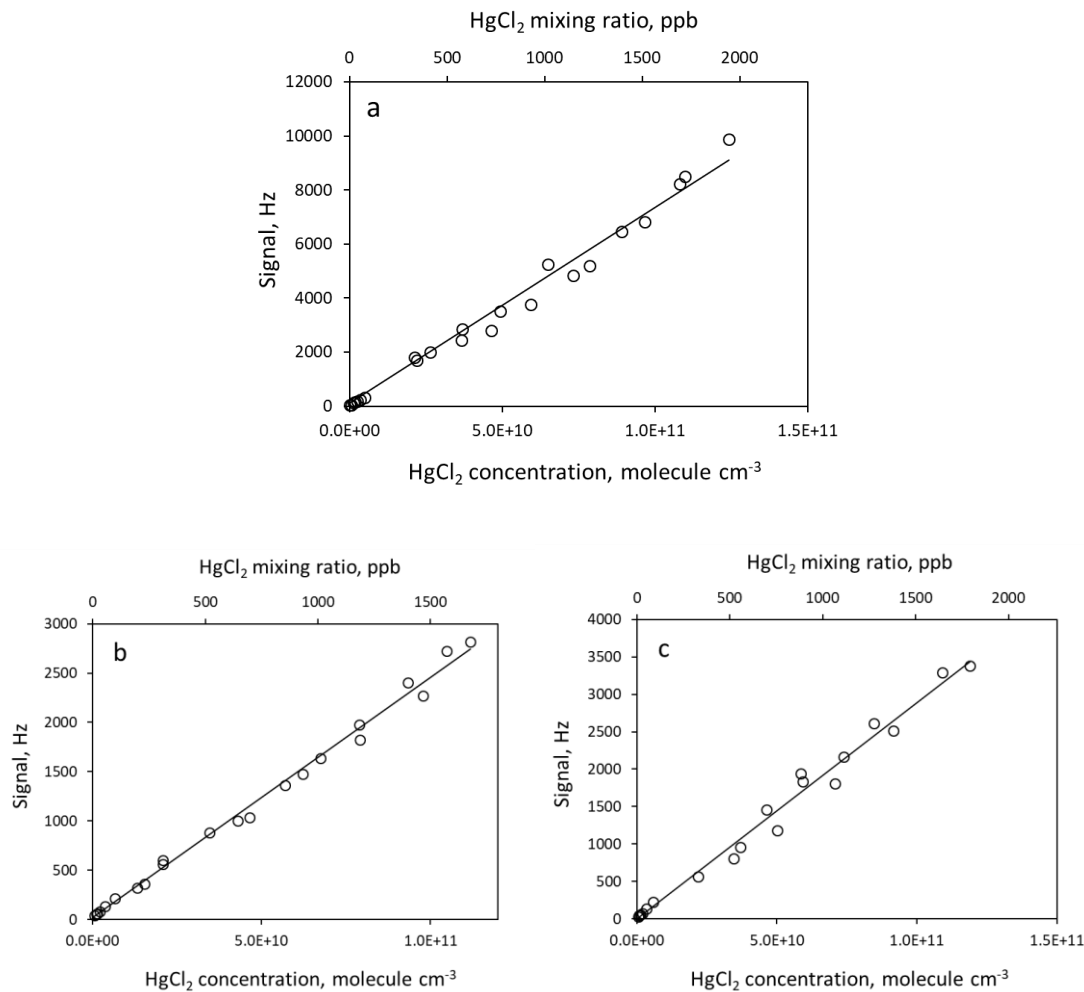 HgCl₂ mixing ratio, ppb
0 500 1000 1500 2000
12000
a
10000
8000
6000
4000
2000
0
Signal, Hz
0.0E+00 5.0E+10 1.0E+11 1.5E+11
HgCl₂ concentration, molecule cm⁻³
HgCl₂ mixing ratio, ppb
0 500 1000 1500
3000
b
2500
2000
1500
1000
500
0
Signal, Hz
0.0E+00 5.0E+10 1.0E+11
HgCl₂ concentration, molecule cm⁻³
HgCl₂ mixing ratio, ppb
0 500 1000 1500 2000
4000
c
3500
3000
2500
2000
1500
1000
500
0
Signal, Hz
0.0E+00 5.0E+10 1.0E+11 1.5E+11
HgCl₂ concentration, molecule cm⁻³